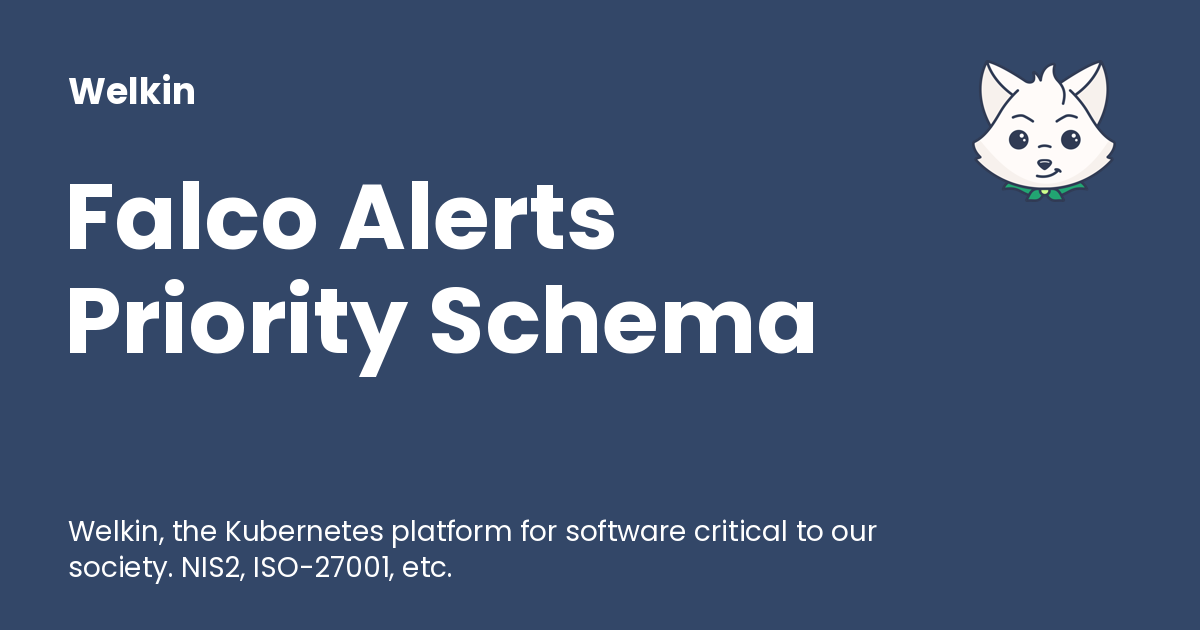 Welkin
Falco Alerts
Priority Schema
Welkin, the Kubernetes platform for software critical to our
society. NIS2, ISO-27001, etc.